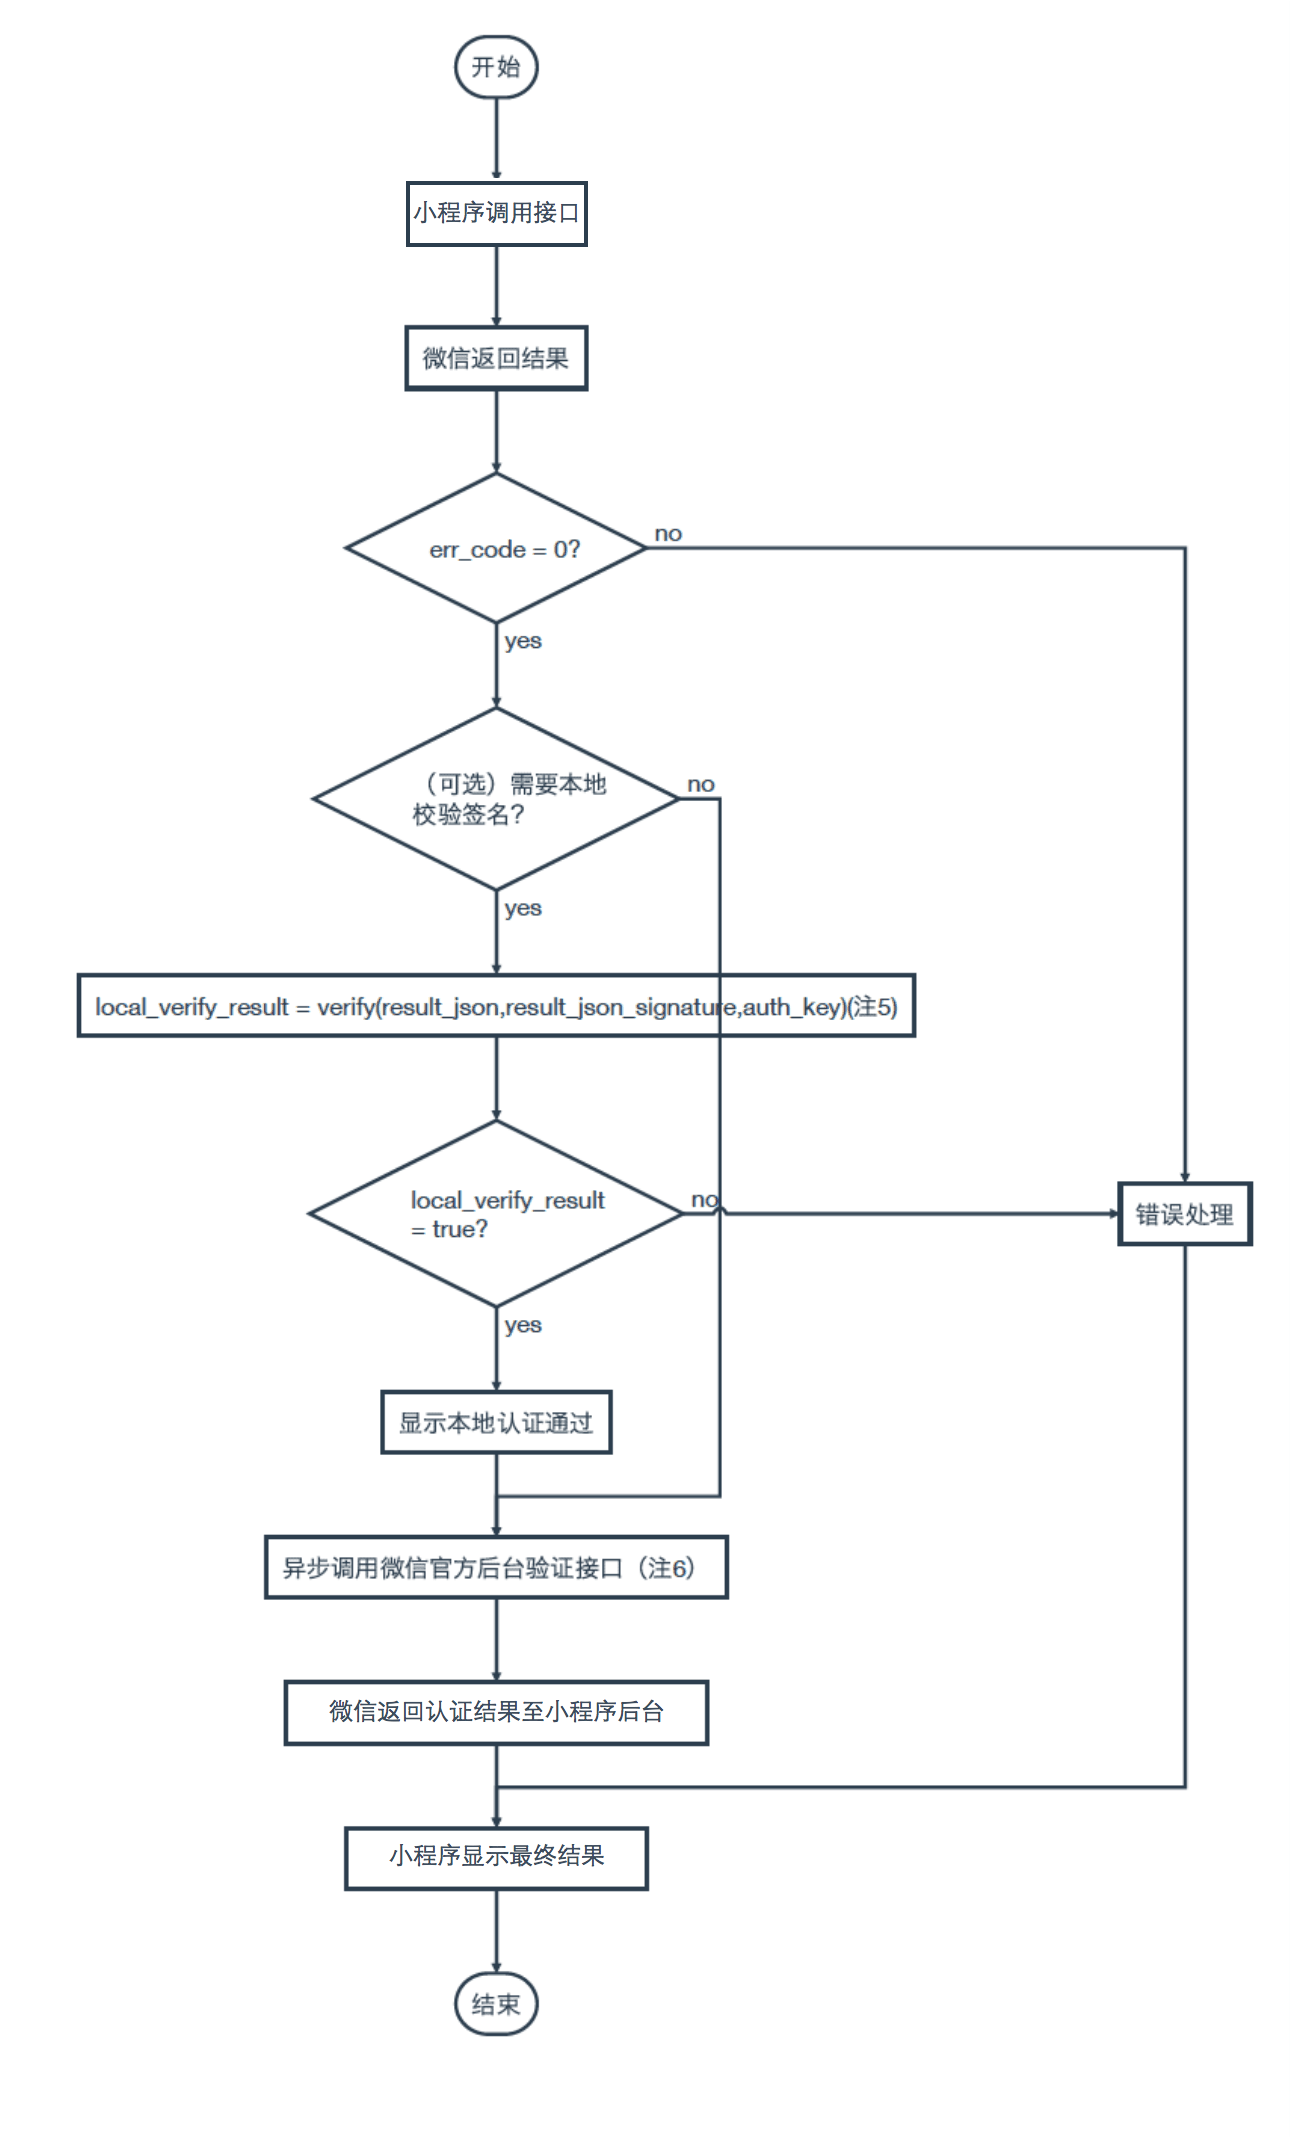 开始
小程序调用接口
微信返回结果
err_code = 0?
no
yes
（可选）需要本地
校验签名?
no
yes
local_verify_result = verify(result_json,result_json_signature,auth_key)(注5)
local_verify_result
= true?
no
错误处理
yes
显示本地认证通过
异步调用微信官方后台验证接口（注6）
微信返回认证结果至小程序后台
小程序显示最终结果
结束